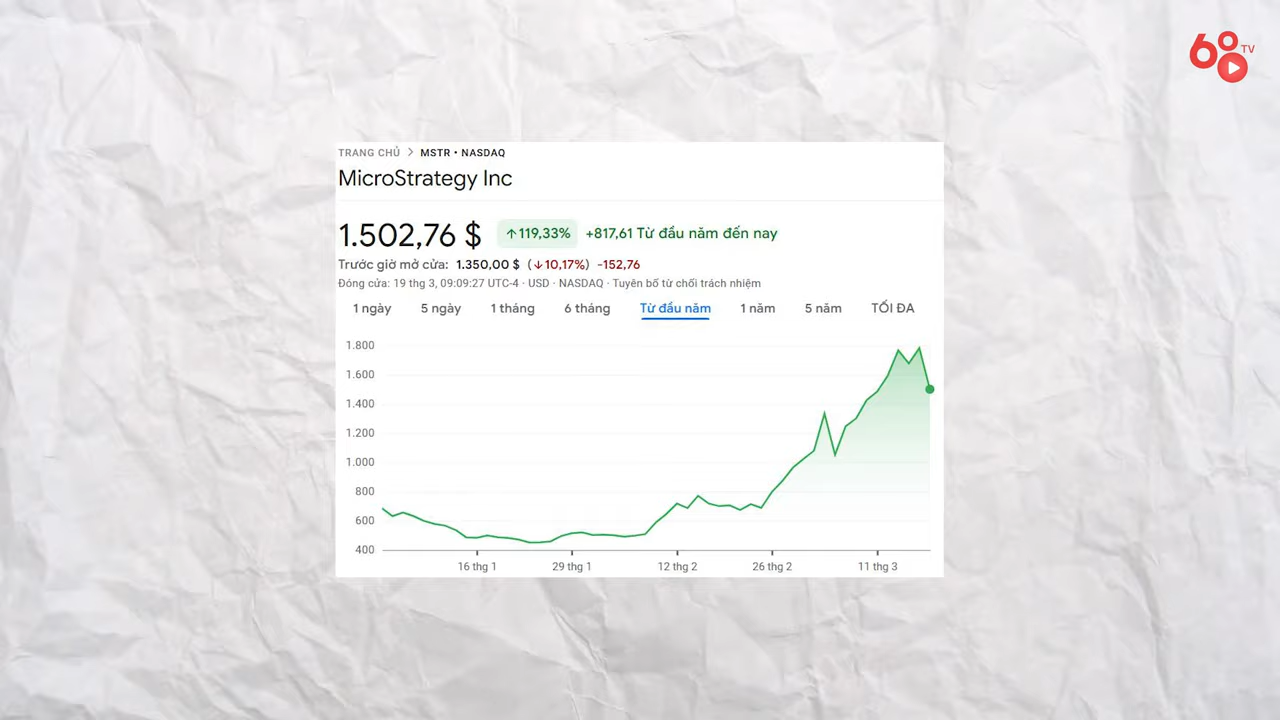 68 TV
TRANG CHỦ > MSTR • NASDAQ
MicroStrategy Inc
1.502,76 $ ↑119,33% +817,61 Từ đầu năm đến nay
Trước giờ mở cửa: 1.350,00 $ (↓10,17%) -152,76
Đóng cửa: 19 thg 3, 09:09:27 UTC-4 · USD · NASDAQ · Tuyên bố từ chối trách nhiệm
1 ngày 5 ngày 1 tháng 6 tháng Từ đầu năm 1 năm 5 năm TỐI ĐA
1.800
1.600
1.400
1.200
1.000
800
600
400
16 thg 1 29 thg 1 12 thg 2 26 thg 2 11 thg 3